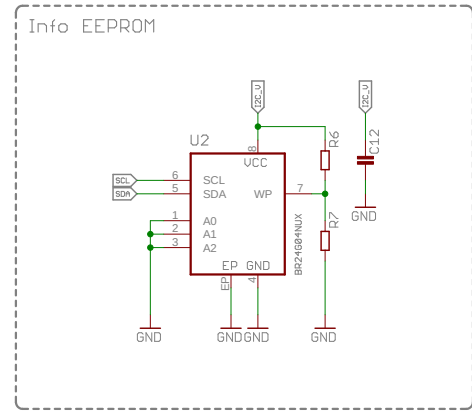 Info EEPROM
I2C_V
I2C_V
U2
8
VCC
R6
C12
SCL
6
SCL
SDA
5
SDA
WP
7
GND
1
A0
2
A1
3
A2
R7
BR24G04NUX
EP
GND
EP
4
GND
GND
GND
GND